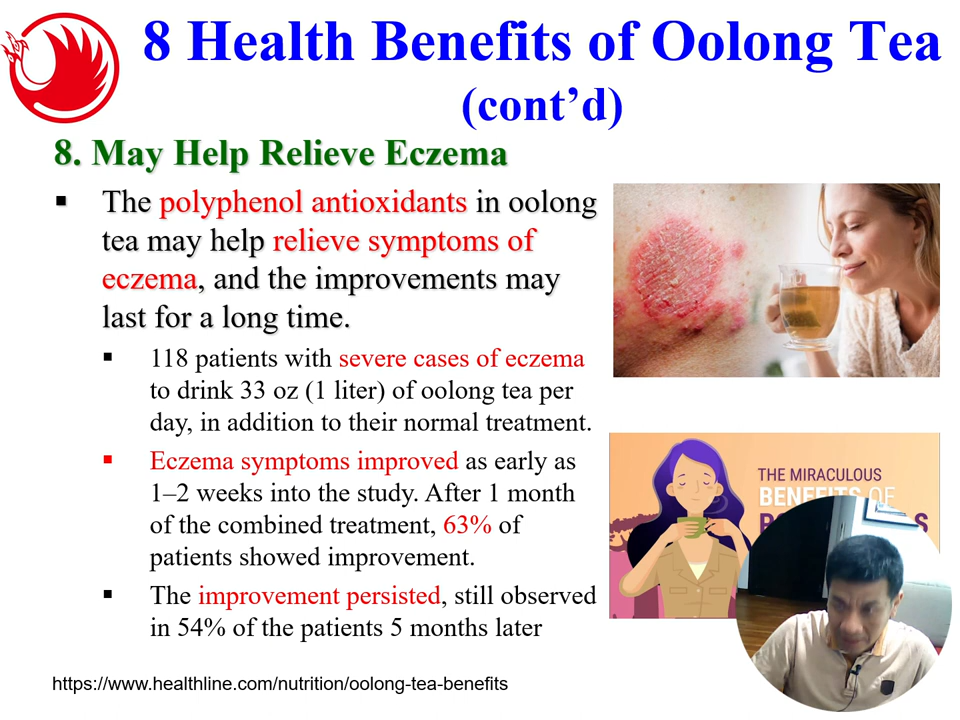 8 Health Benefits of Oolong Tea
(cont’d)
8. May Help Relieve Eczema
▪ The polyphenol antioxidants in oolong
tea may help relieve symptoms of
eczema, and the improvements may
last for a long time.
▪ 118 patients with severe cases of eczema
to drink 33 oz (1 liter) of oolong tea per
day, in addition to their normal treatment.
▪ Eczema symptoms improved as early as
1–2 weeks into the study. After 1 month
of the combined treatment, 63% of
patients showed improvement.
▪ The improvement persisted, still observed
in 54% of the patients 5 months later
THE MIRACULOUS
BENEFITS OF
https://www.healthline.com/nutrition/oolong-tea-benefits